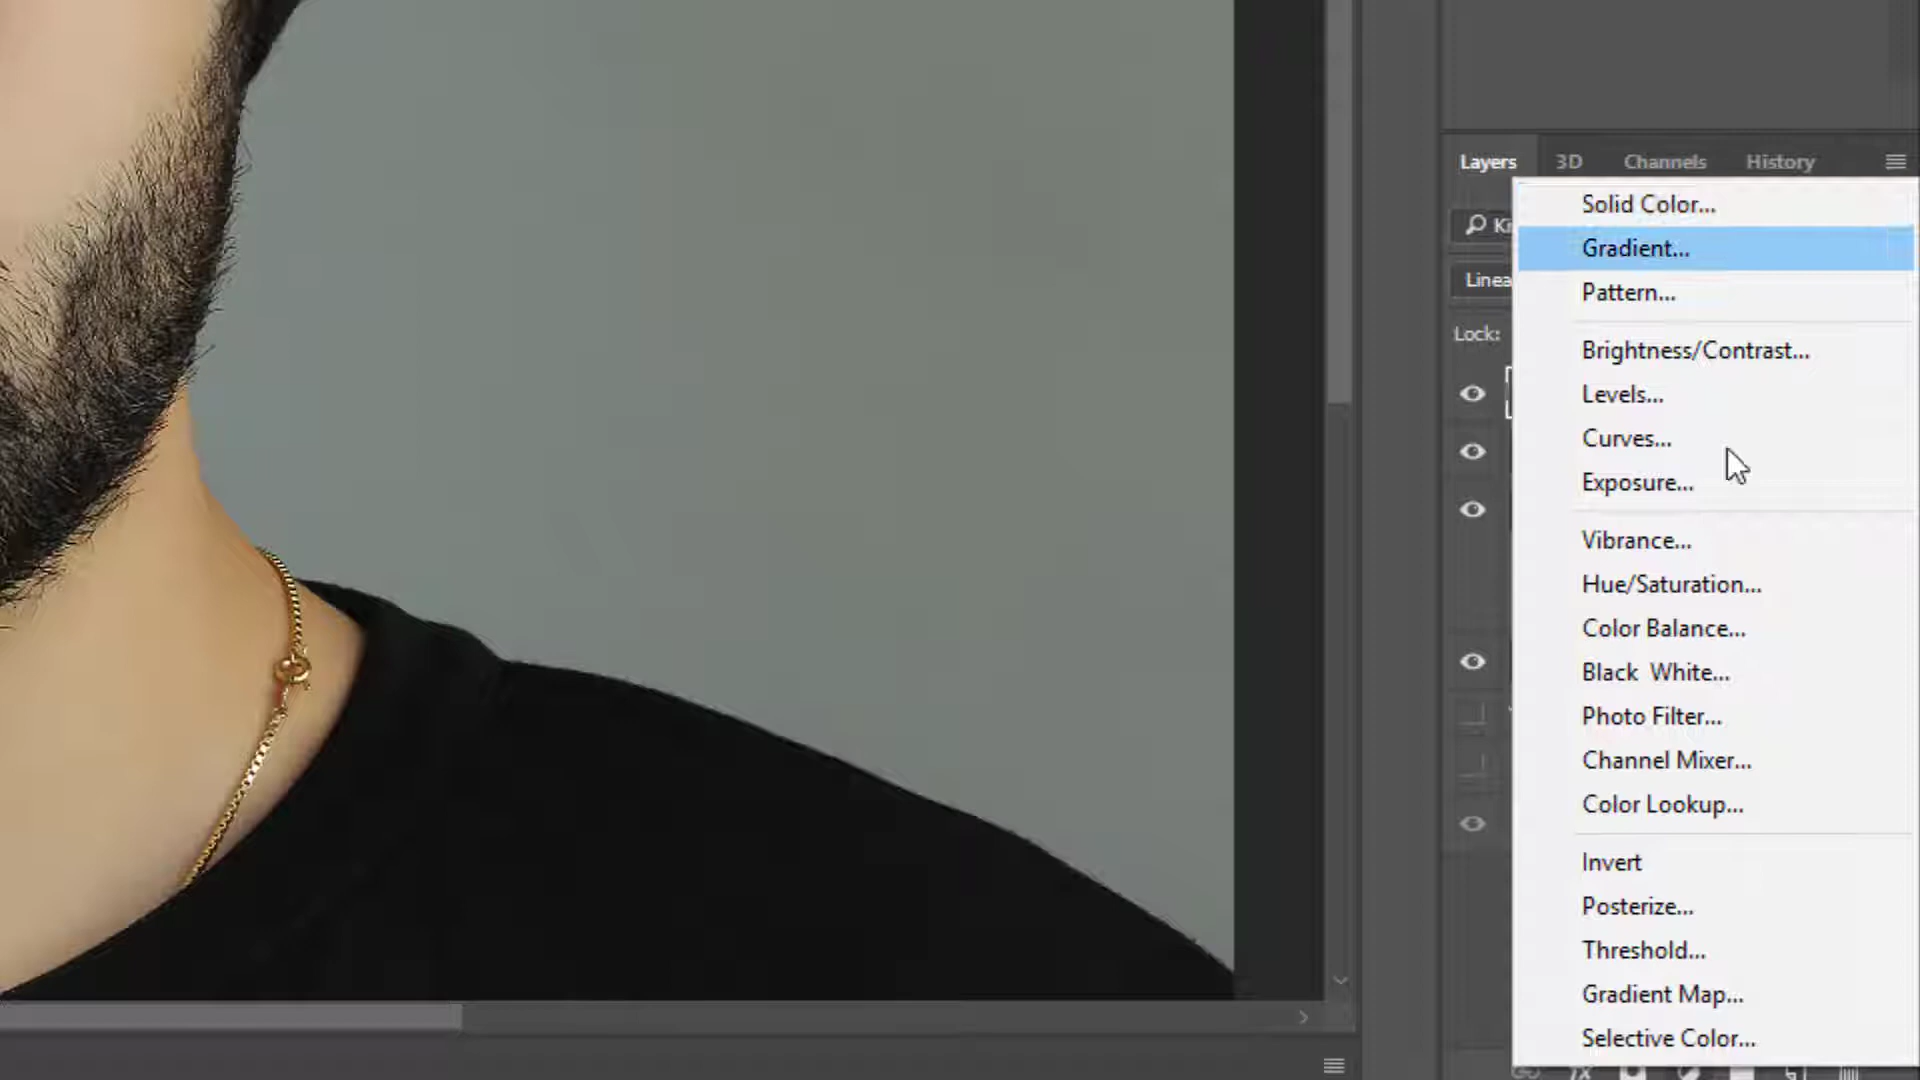 Layers 3D Channels History
Solid Color...
Gradient...
Pattern...
Lock:
Brightness/Contrast...
Levels...
Curves...
Exposure...
Vibrance...
Hue/Saturation...
Color Balance...
Black  White...
Photo Filter...
Channel Mixer...
Color Lookup...
Invert
Posterize...
Threshold...
Gradient Map...
Selective Color...